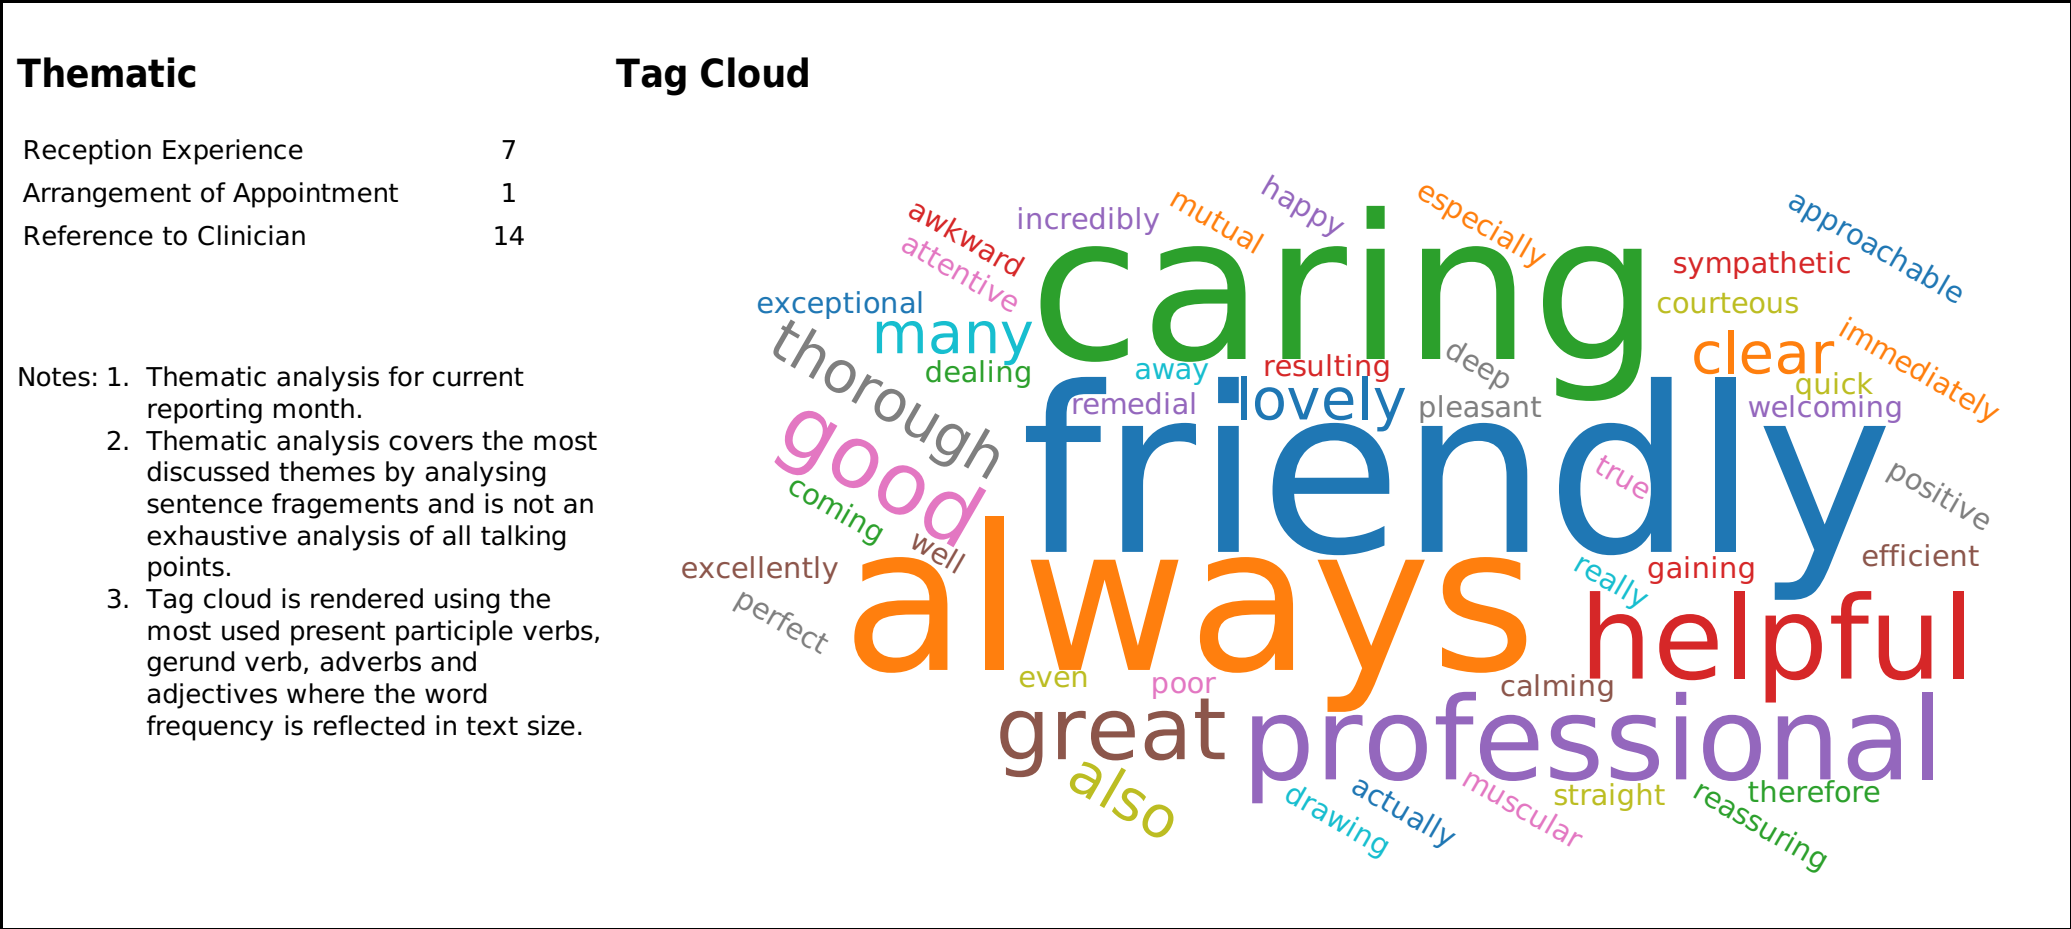 Thematic
Reception Experience 7
Arrangement of Appointment 1
Reference to Clinician 14
Notes: 1. Thematic analysis for current
reporting month.
2. Thematic analysis covers the most
discussed themes by analysing
sentence fragements and is not an
exhaustive analysis of all talking
points.
3. Tag cloud is rendered using the
most used present participle verbs,
gerund verb, adverbs and
adjectives where the word
frequency is reflected in text size.
Tag Cloud
awkward
incredibly
mutual
happy
especially
approachable
attentive
caring
sympathetic
exceptional
many
courteous
clear
immediately
thorough
dealing
away
resulting
deep
quick
remedial
lovely
pleasant
welcoming
good
friendly
true
positive
coming
well
excellently
always
really
gaining
efficient
perfect
helpful
even
poor
calming
great
professional
also
drawing
actually
muscular
straight
reassuring
therefore